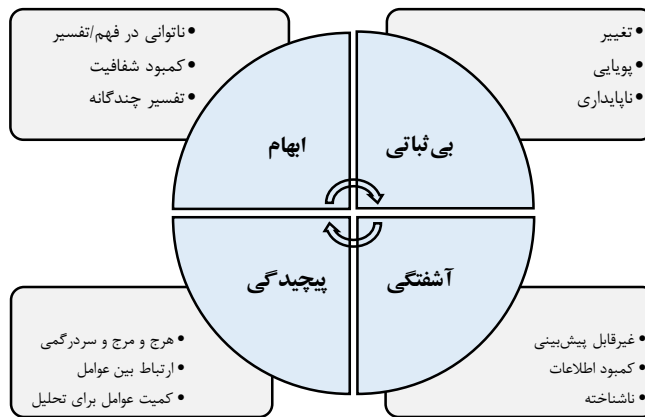 تغییر
پویایی
ناپایداری
ناتوانی در فهم/تفسیر
کمبود شفافیت
تفسیر چندگانه
بی‌ثباتی
ابهام
آشفتگی
پیچیدگی
غیرقابل پیش‌بینی
کمبود اطلاعات
ناشناخته
هرج و مرج و سردرگمی
ارتباط بین عوامل
کمیت عوامل برای تحلیل